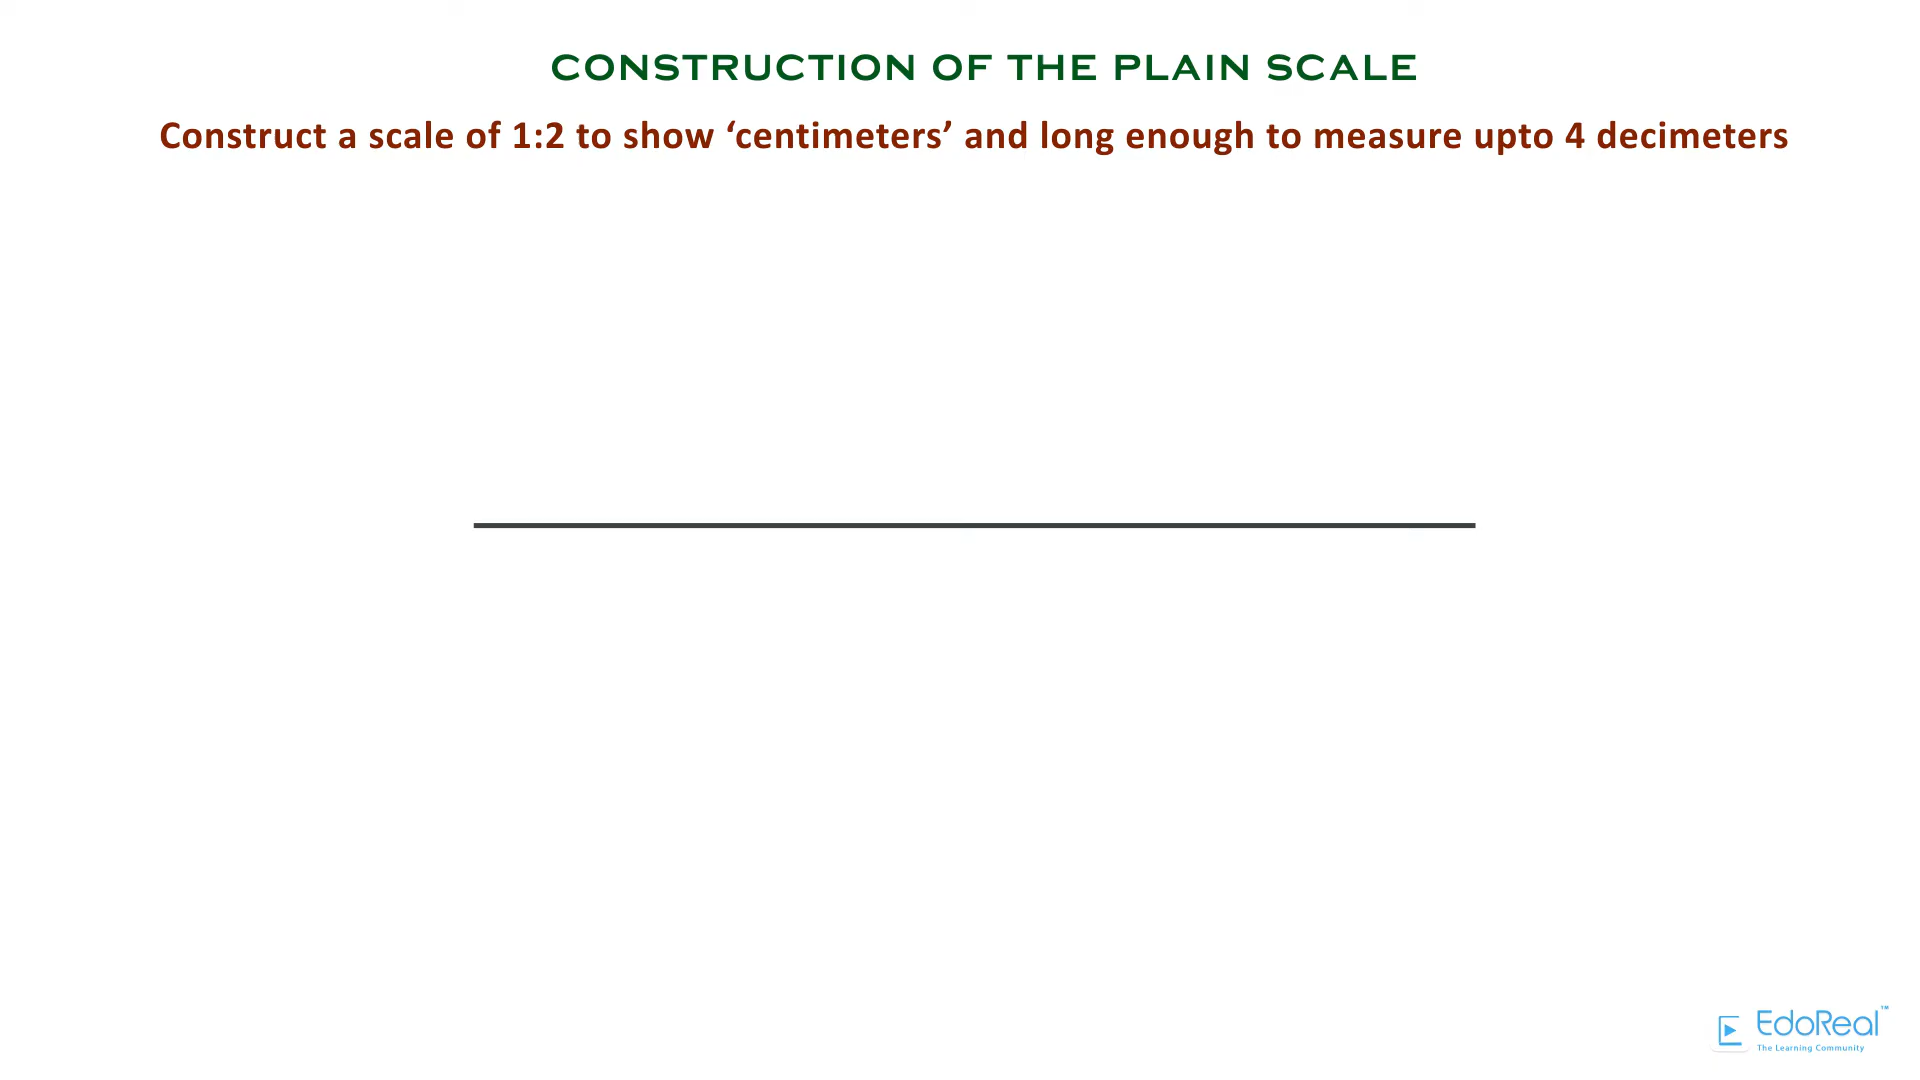 CONSTRUCTION OF THE PLAIN SCALE
Construct a scale of 1:2 to show ‘centimeters’ and long enough to measure upto 4 decimeters
EdoReal™
The Learning Community